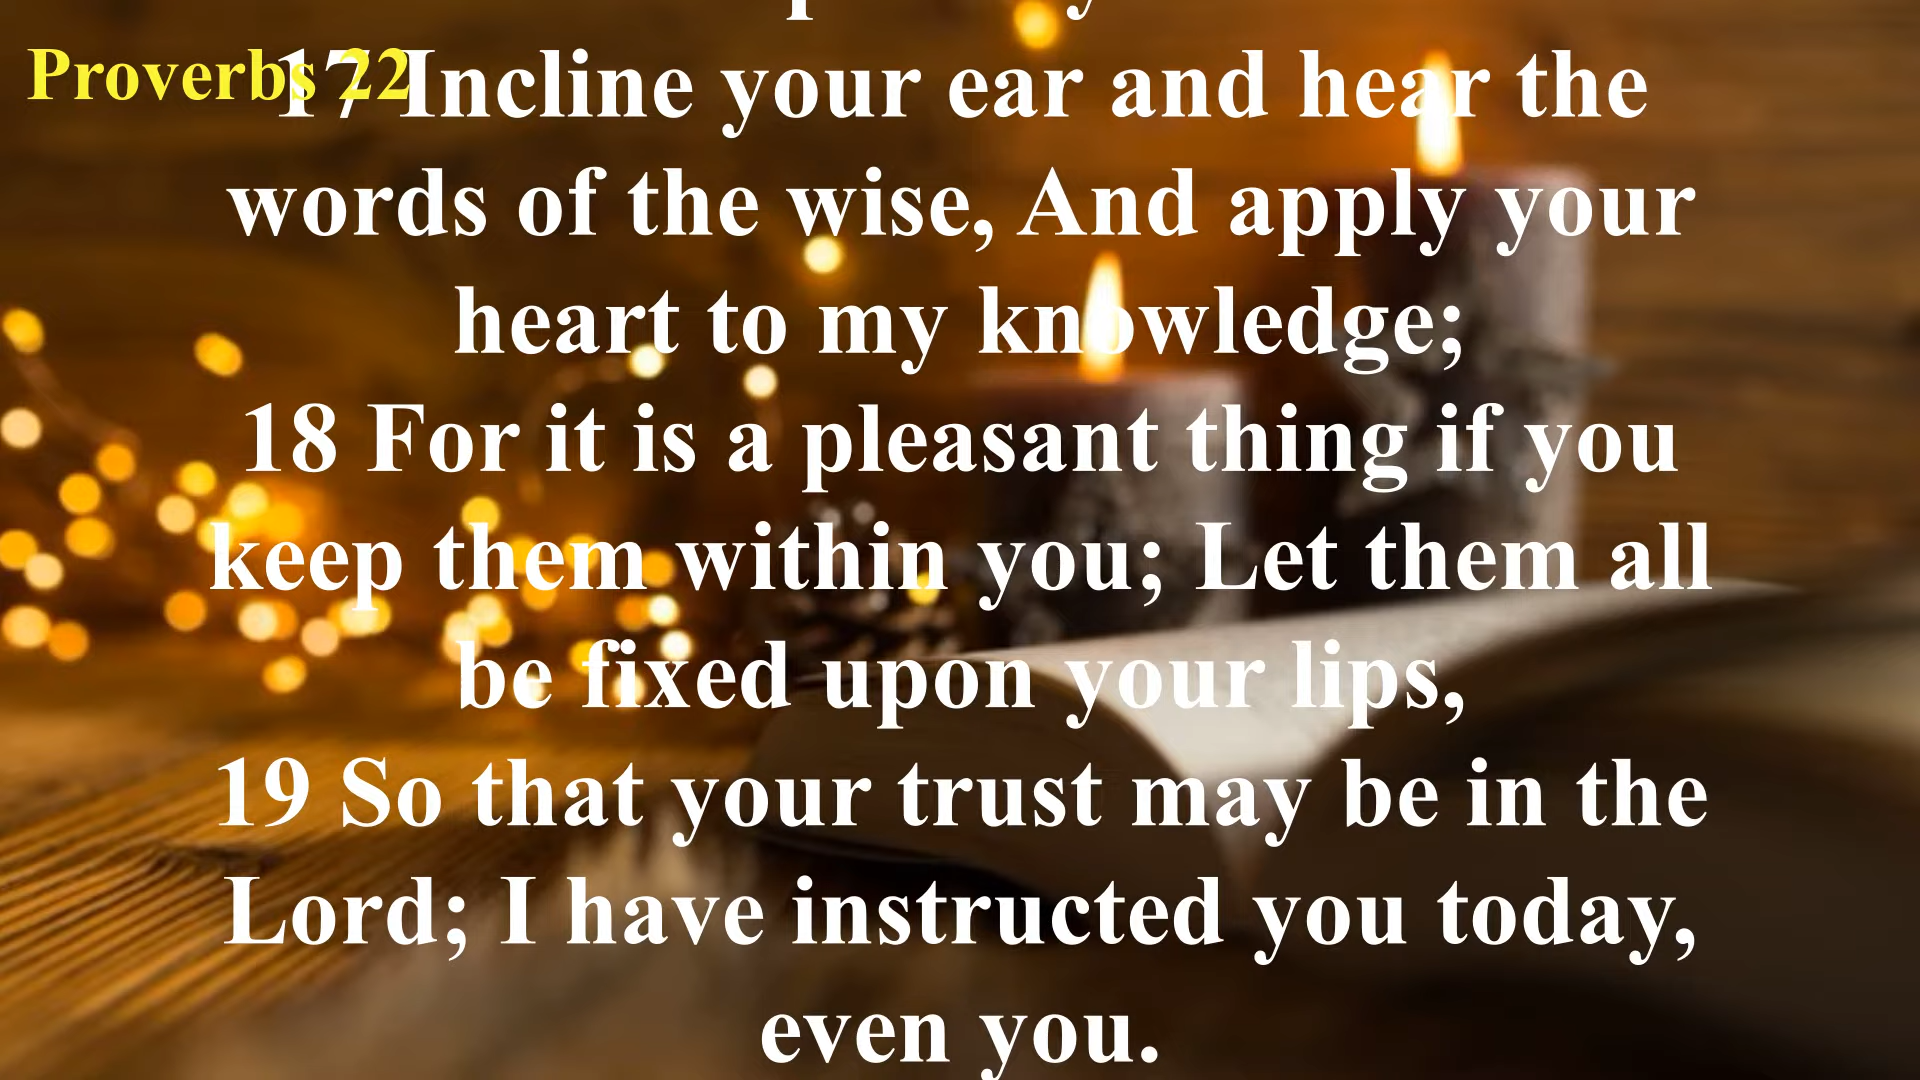 Proverbs 22
17 Incline your ear and hear the
words of the wise, And apply your
heart to my knowledge;
18 For it is a pleasant thing if you
keep them within you; Let them all
be fixed upon your lips,
19 So that your trust may be in the
Lord; I have instructed you today,
even you.